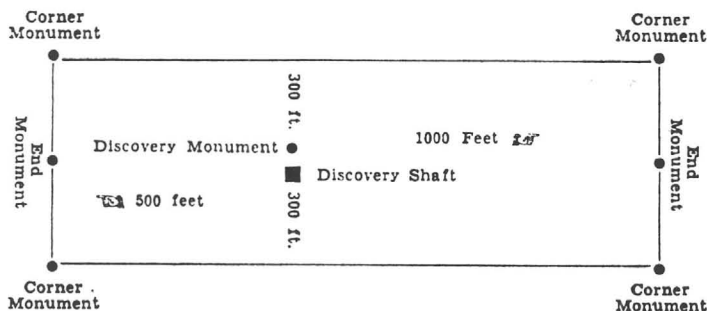 Corner
Monument
Corner
Monument
300 ft.
End
Monument
Discovery Monument
1000 Feet
End
Monument
Discovery Shaft
500 feet
300 ft.
Corner
Monument
Corner
Monument